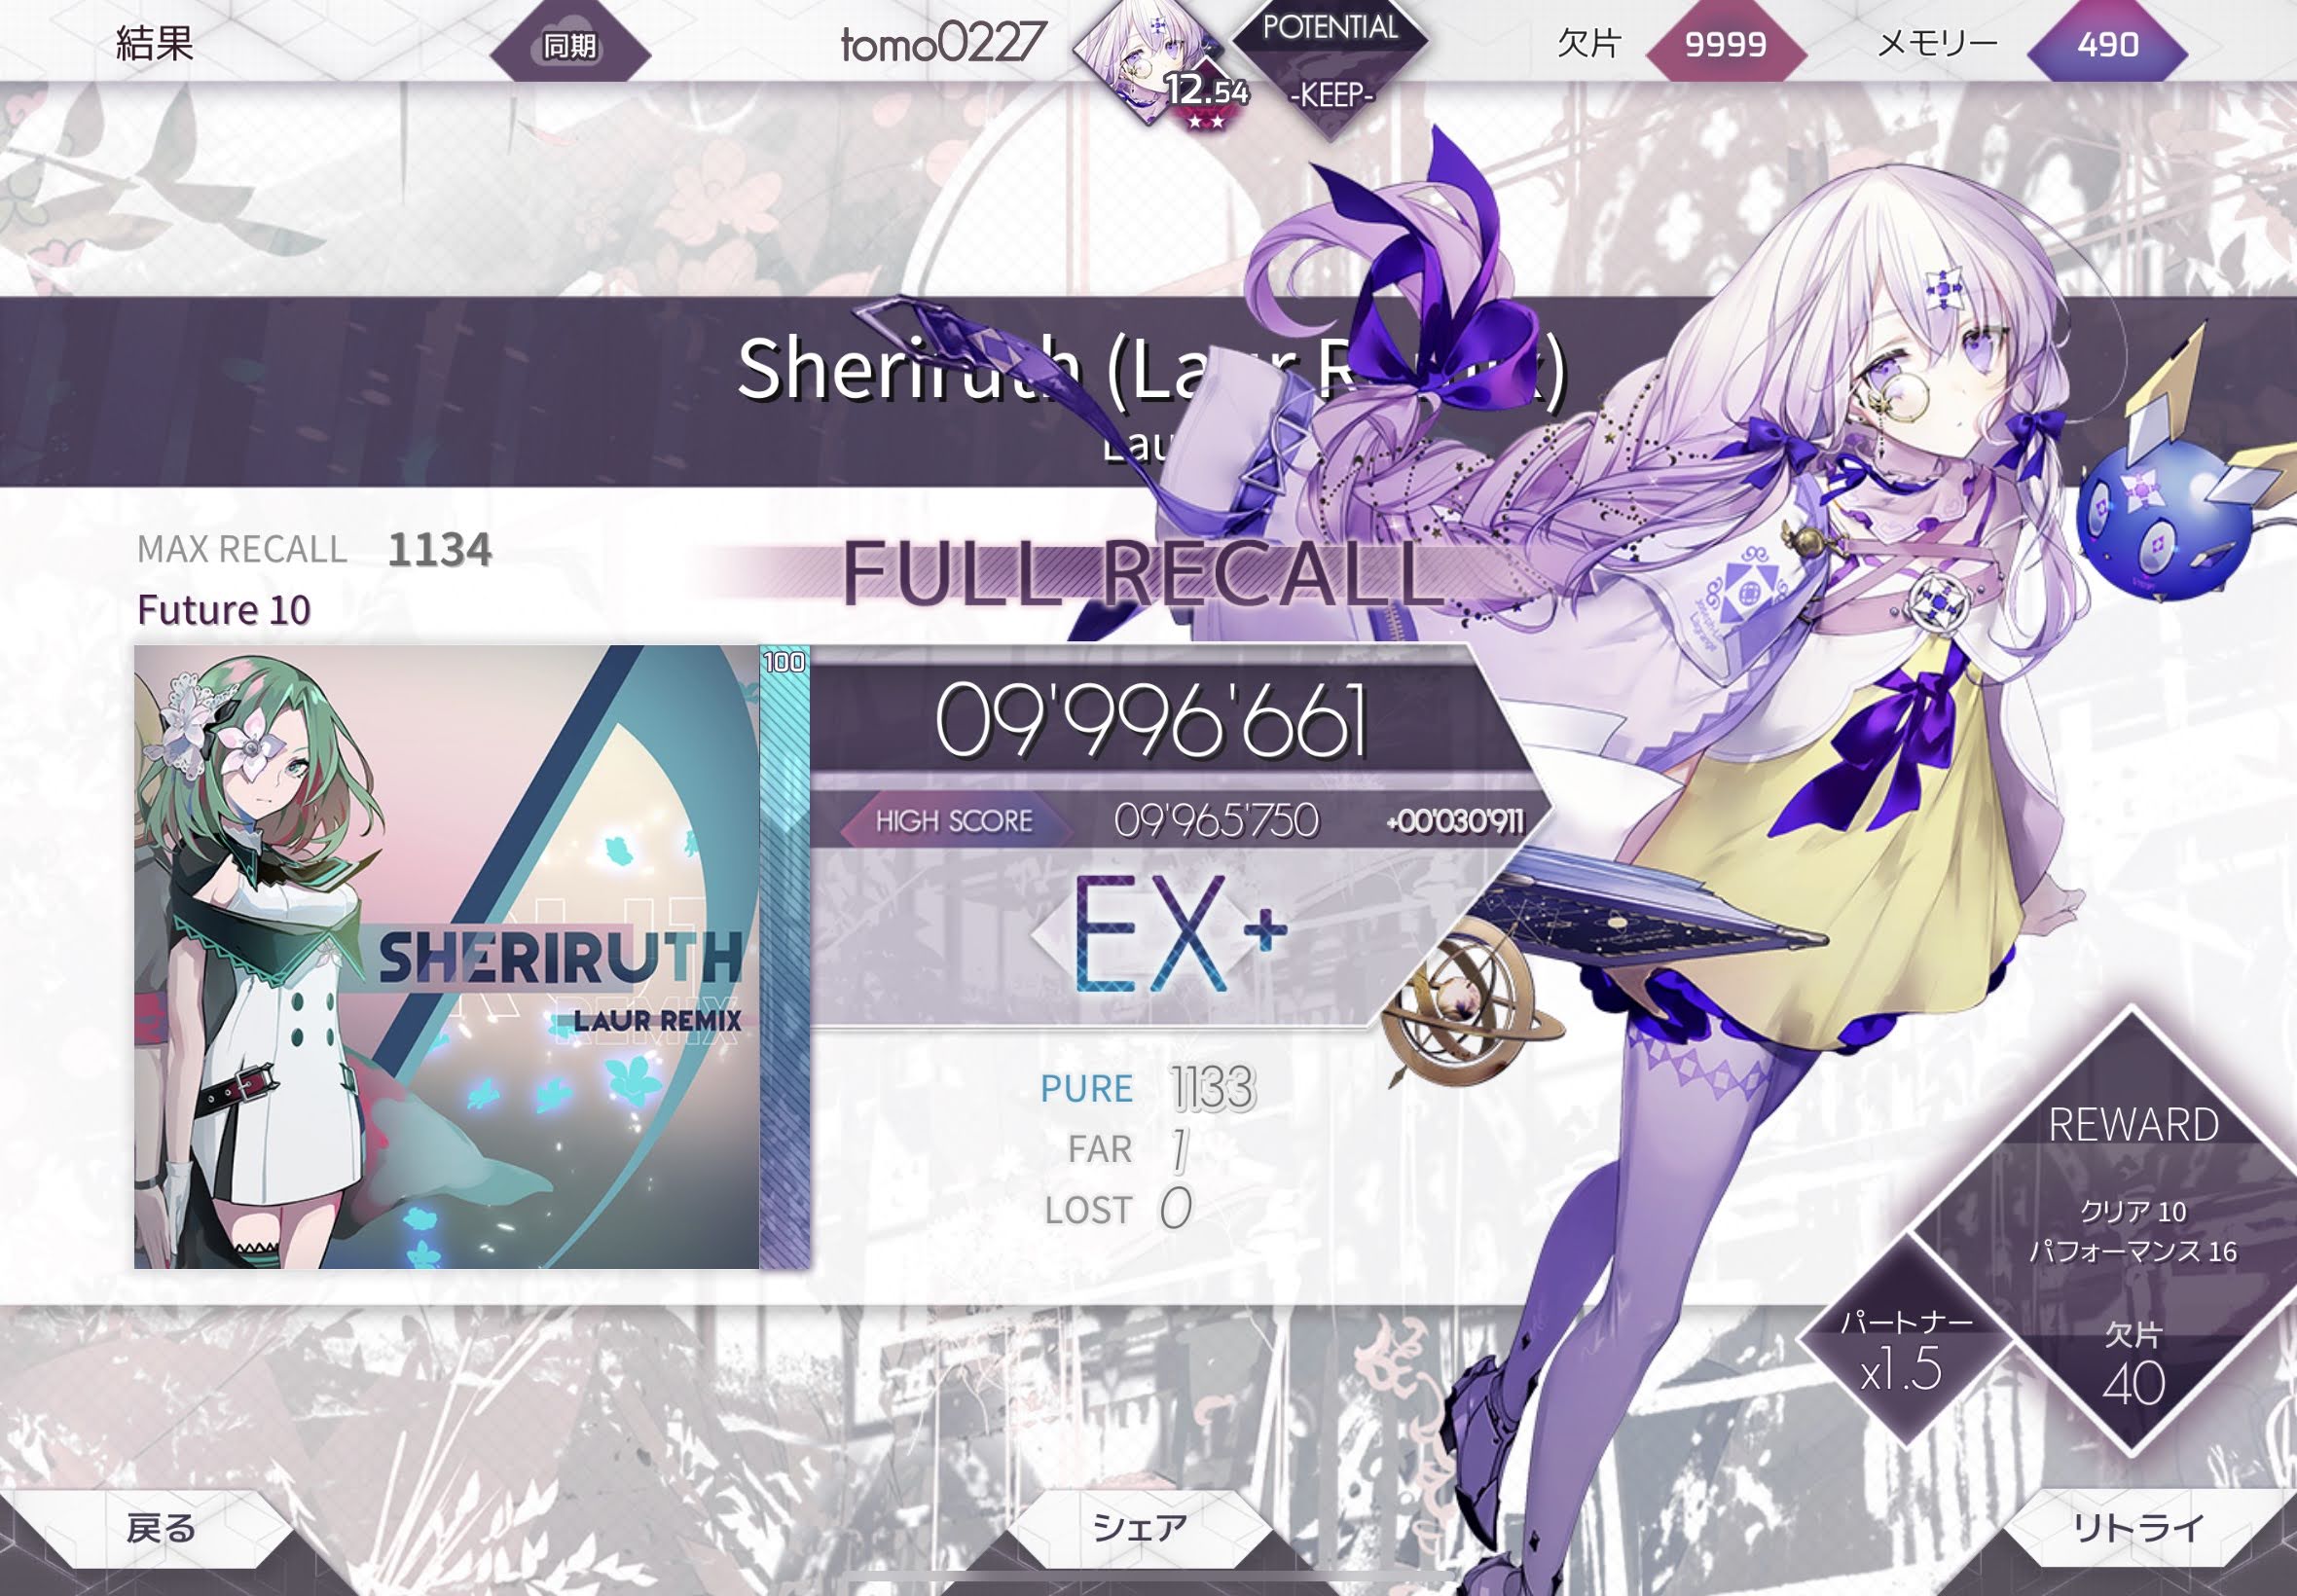 結果
同期
tomo0227
12.54
POTENTIAL
-KEEP-
欠片
9999
メモリー
490
MAX RECALL 1134
Future 10
FULL RECALL
100
09'996'661
HIGH SCORE 09'965'750 +00'030'911
EX+
SHERIRUTH
LAUR REMIX
PURE 1133
FAR 1
LOST 0
REWARD
クリア 10
パフォーマンス 16
パートナー
x1.5
欠片
40
戻る
シェア
リトライ